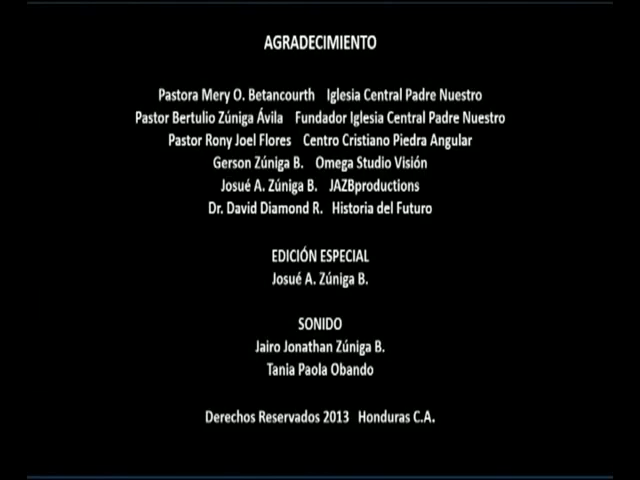 AGRADECIMIENTO
Pastora Mery O. Betancourth Iglesia Central Padre Nuestro
Pastor Bertulio Zúniga Ávila Fundador Iglesia Central Padre Nuestro
Pastor Rony Joel Flores Centro Cristiano Piedra Angular
Gerson Zúniga B. Omega Studio Visión
Josué A. Zúniga B. JAZBproductions
Dr. David Diamond R. Historia del Futuro
EDICIÓN ESPECIAL
Josué A. Zúniga B.
SONIDO
Jairo Jonathan Zúniga B.
Tania Paola Obando
Derechos Reservados 2013 Honduras C.A.